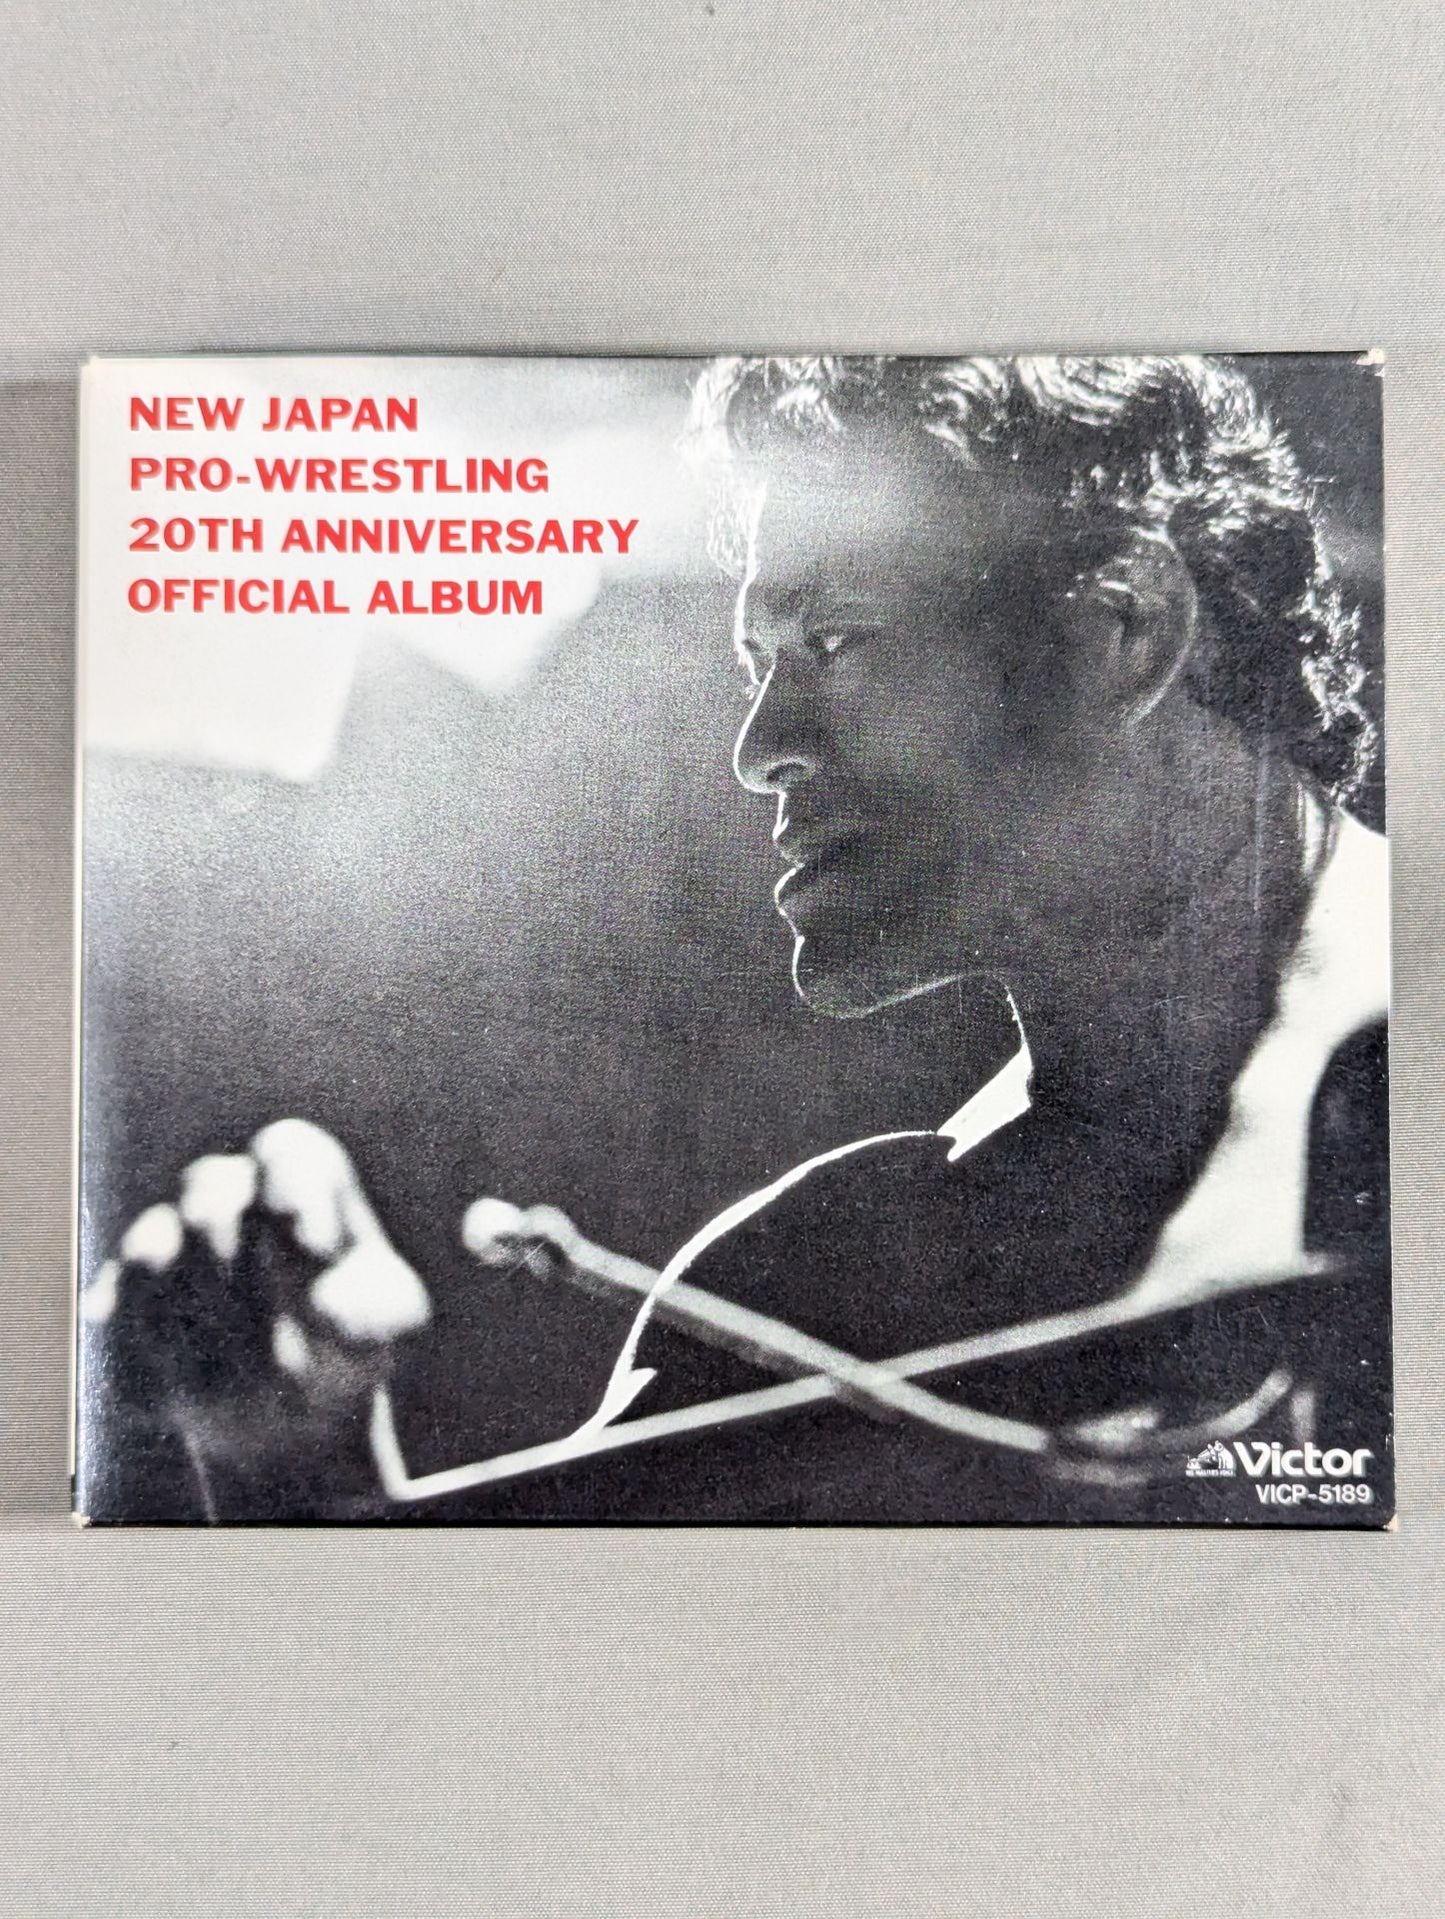 NEW JAPAN
PRO-WRESTLING
20TH ANNIVERSARY
OFFICIAL ALBUM
Victor
VICP-5189